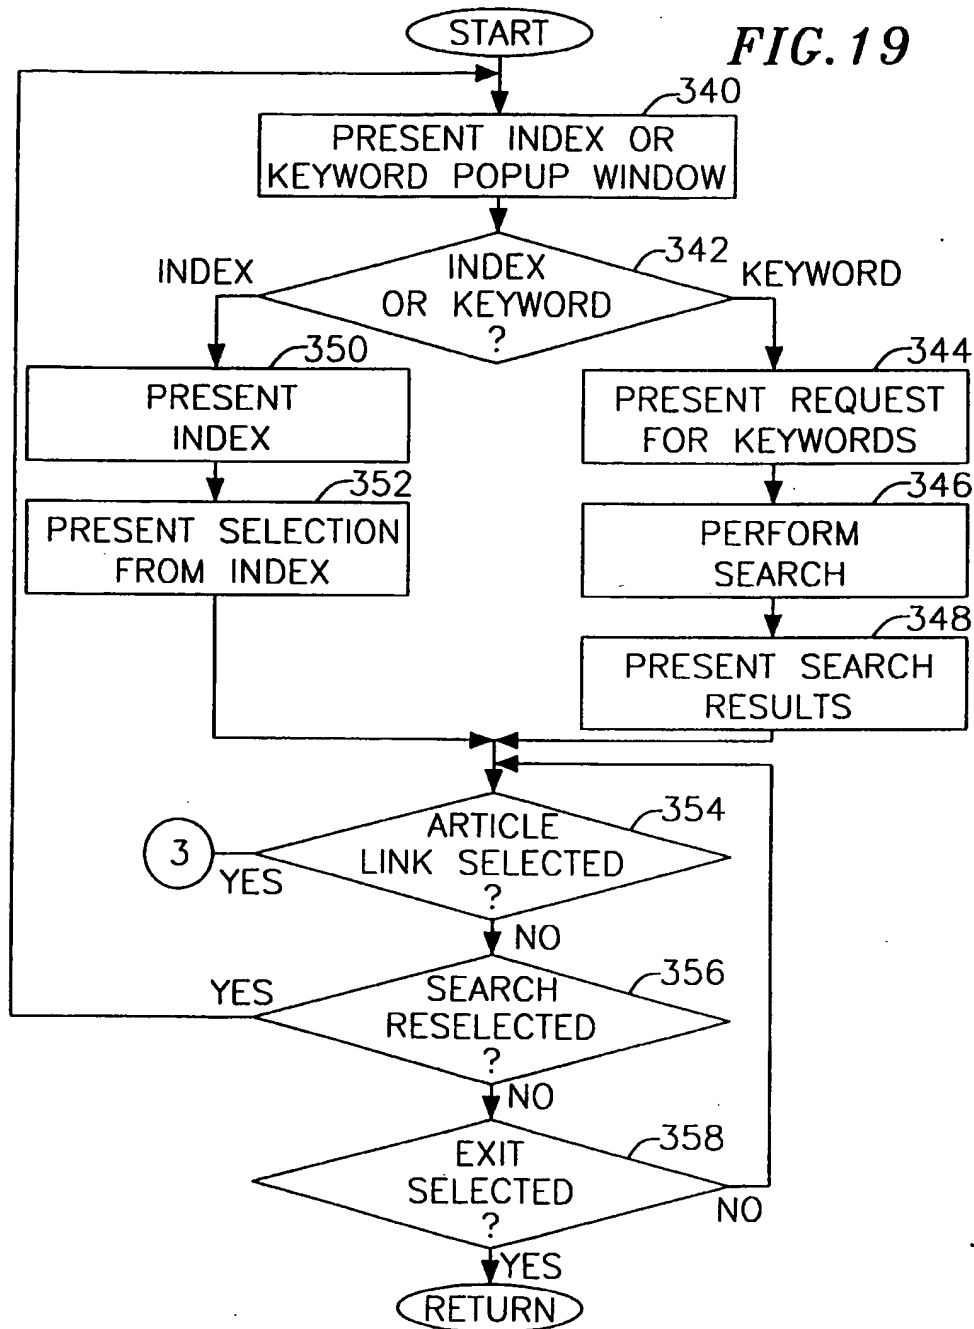 START
FIG. 19
340
PRESENT INDEX OR
KEYWORD POPUP WINDOW
342
INDEX
OR KEYWORD
?
INDEX
KEYWORD
350
PRESENT
INDEX
344
PRESENT REQUEST
FOR KEYWORDS
352
PRESENT SELECTION
FROM INDEX
346
PERFORM
SEARCH
348
PRESENT SEARCH
RESULTS
354
ARTICLE
LINK SELECTED
?
3
YES
NO
356
SEARCH
RESELECTED
?
YES
NO
358
EXIT
SELECTED
?
NO
YES
RETURN